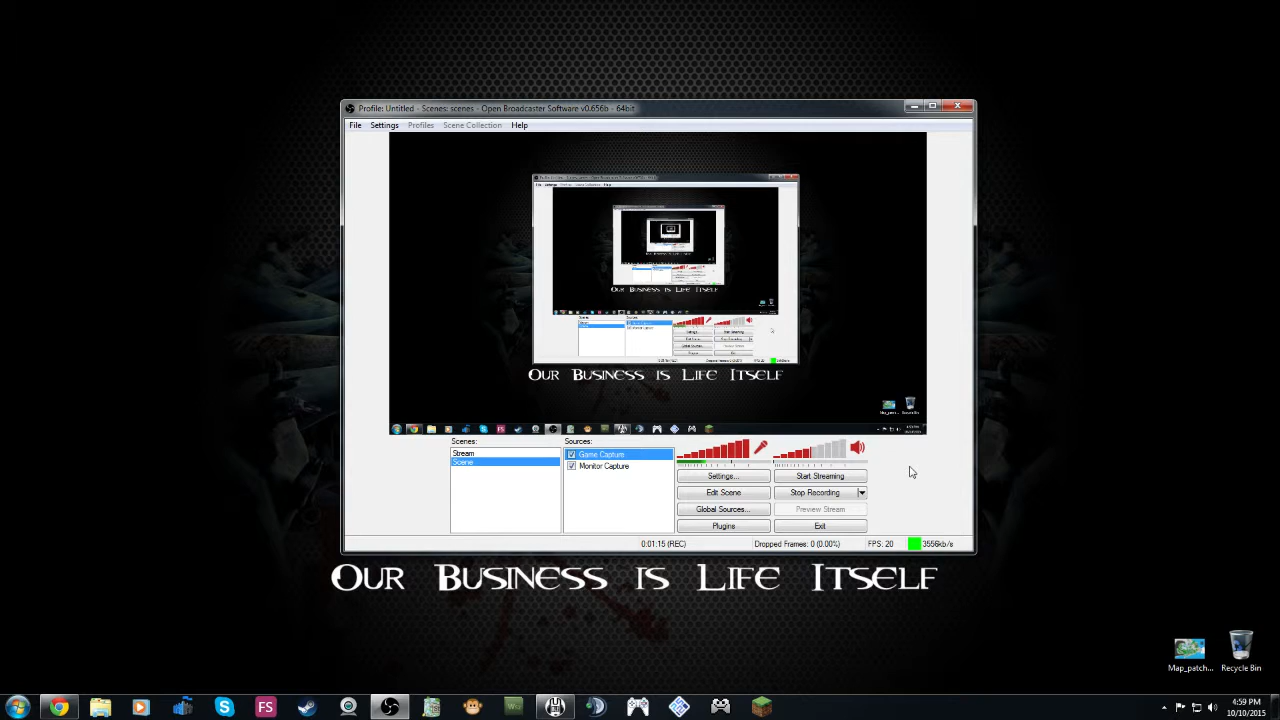 Profile: Untitled - Scenes: scenes - Open Broadcaster Software v0.656b - 64bit
File Settings Profiles Scene Collection Help
OUR BUSINESS IS LIFE ITSELF
Scenes:
Stream
Scene
Sources:
Game Capture
Monitor Capture
Settings...
Start Streaming
Edit Scene
Stop Recording
Global Sources...
Preview Stream
Plugins
Exit
0:01:15 (REC)
Dropped Frames: 0 (0.00%)
FPS: 20
3556kb/s
OUR BUSINESS IS LIFE ITSELF
Map_patch...
Recycle Bin
FS
4:59 PM
10/10/2015